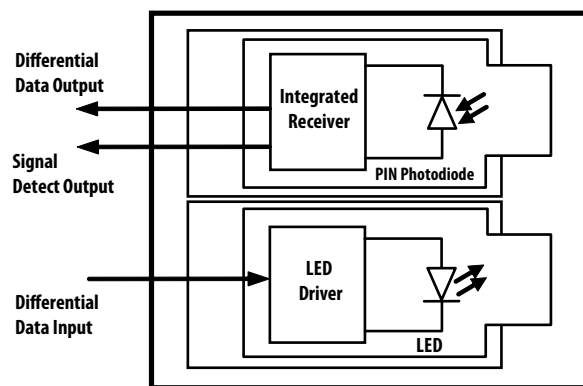 Differential
Data Output
Integrated
Receiver
Signal
Detect Output
PIN Photodiode
LED
Driver
Differential
Data Input
LED